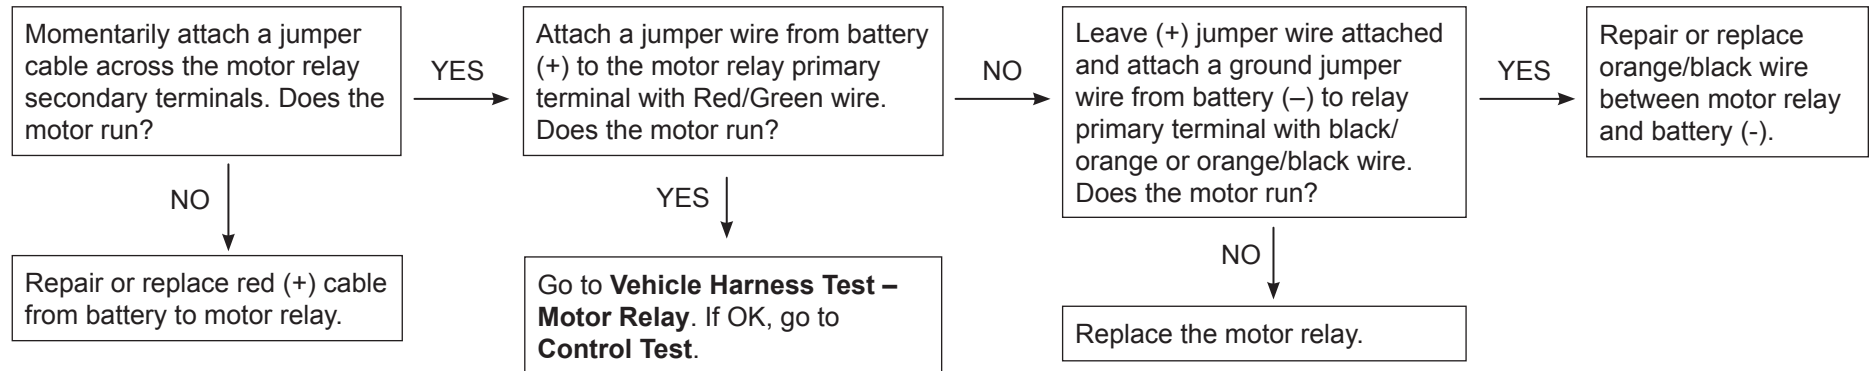 Momentarily attach a jumper
cable across the motor relay
secondary terminals. Does the
motor run?
YES
Attach a jumper wire from battery
(+) to the motor relay primary
terminal with Red/Green wire.
Does the motor run?
NO
Leave (+) jumper wire attached
and attach a ground jumper
wire from battery (–) to relay
primary terminal with black/
orange or orange/black wire.
Does the motor run?
YES
Repair or replace
orange/black wire
between motor relay
and battery (-).
NO
Repair or replace red (+) cable
from battery to motor relay.
YES
Go to Vehicle Harness Test –
Motor Relay. If OK, go to
Control Test.
NO
Replace the motor relay.